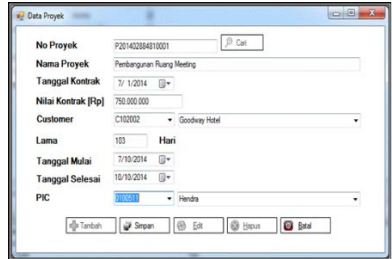 Data Proyek
No Proyek P201402884810001 Cari
Nama Proyek Pembangunan Ruang Meeting
Tanggal Kontrak 7/ 1/2014
Nilai Kontrak [Rp] 750.000.000
Customer C102002 Goodway Hotel
Lama 103 Hari
Tanggal Mulai 7/10/2014
Tanggal Selesai 10/10/2014
PIC Hendra
Tambah Simpan Edit Hapus Batal